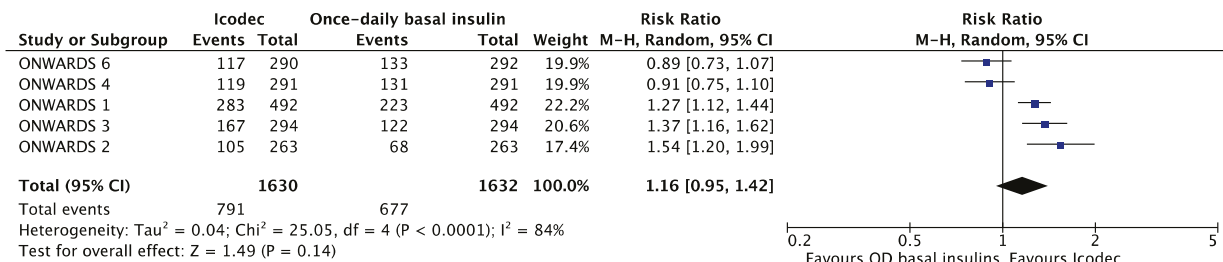 Icodec Once-daily basal insulin Risk Ratio Risk Ratio
Study or Subgroup Events Total Events Total Weight M-H, Random, 95% CI M-H, Random, 95% CI
ONWARDS 6 117 290 133 292 19.9% 0.89 [0.73, 1.07]
ONWARDS 4 119 291 131 291 19.9% 0.91 [0.75, 1.10]
ONWARDS 1 283 492 223 492 22.2% 1.27 [1.12, 1.44]
ONWARDS 3 167 294 122 294 20.6% 1.37 [1.16, 1.62]
ONWARDS 2 105 263 68 263 17.4% 1.54 [1.20, 1.99]
Total (95% CI) 1630 1632 100.0% 1.16 [0.95, 1.42]
Total events 791 677
Heterogeneity: Tau² = 0.04; Chi² = 25.05, df = 4 (P < 0.0001); I² = 84%
Test for overall effect: Z = 1.49 (P = 0.14)
0.2 0.5 1 2 5
Favours OD basal insulins Favours Icodec